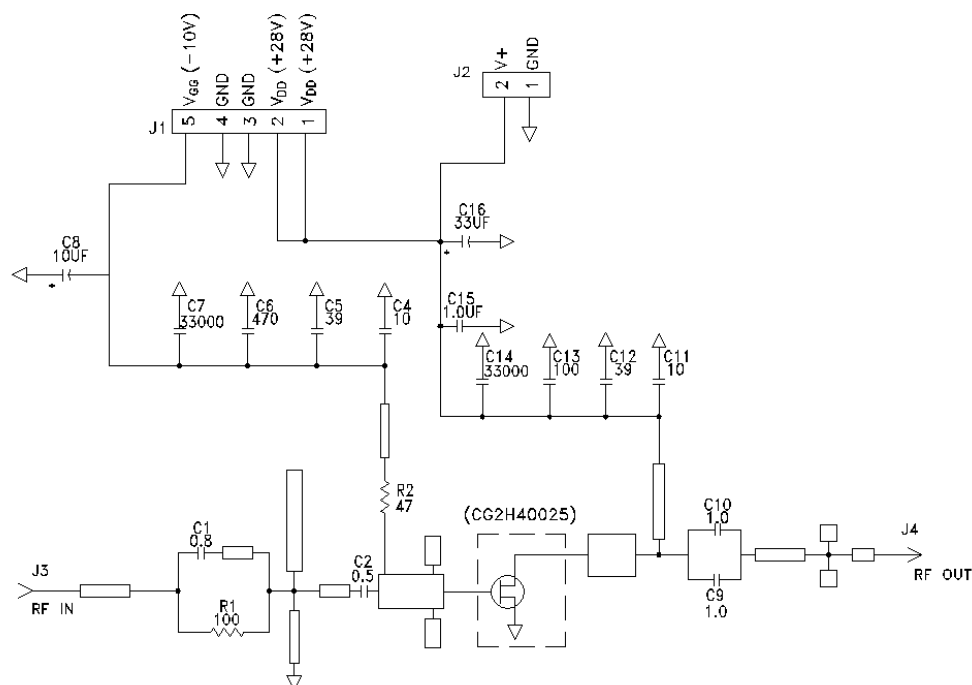 V_GG (-10V)
GND
GND
V_DD (+28V)
V_DD (+28V)
J1
5
4
3
2
1
V+
GND
J2
2
1
C8
10UF
+
C16
33UF
+
C7
33000
C6
470
C5
39
C4
10
C15
1.0UF
C14
33000
C13
100
C12
39
C11
10
R2
47
(CG2H40025)
C1
0.8
C2
0.5
C10
1.0
J3
RF IN
R1
100
C9
1.0
J4
RF OUT